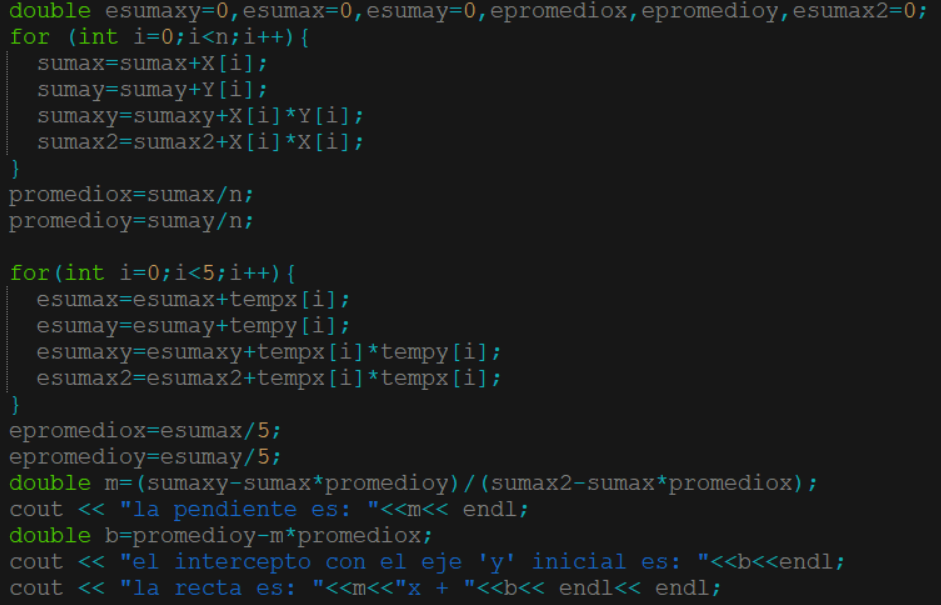 double esumaxy=0,esumax=0,esumay=0,epromediox,epromedioy,esumax2=0;
for (int i=0;i<n;i++){
  sumax=sumax+X[i];
  sumay=sumay+Y[i];
  sumaxy=sumaxy+X[i]*Y[i];
  sumax2=sumax2+X[i]*X[i];
}
promediox=sumax/n;
promedioy=sumay/n;

for(int i=0;i<5;i++){
  esumax=esumax+tempx[i];
  esumay=esumay+tempy[i];
  esumaxy=esumaxy+tempx[i]*tempy[i];
  esumax2=esumax2+tempx[i]*tempx[i];
}
epromediox=esumax/5;
epromedioy=esumay/5;
double m=(sumaxy-sumax*promedioy)/(sumax2-sumax*promediox);
cout << "la pendiente es: "<<m<< endl;
double b=promedioy-m*promediox;
cout << "el intercepto con el eje 'y' inicial es: "<<b<<endl;
cout << "la recta es: "<<m<<"x + "<<b<< endl<< endl;